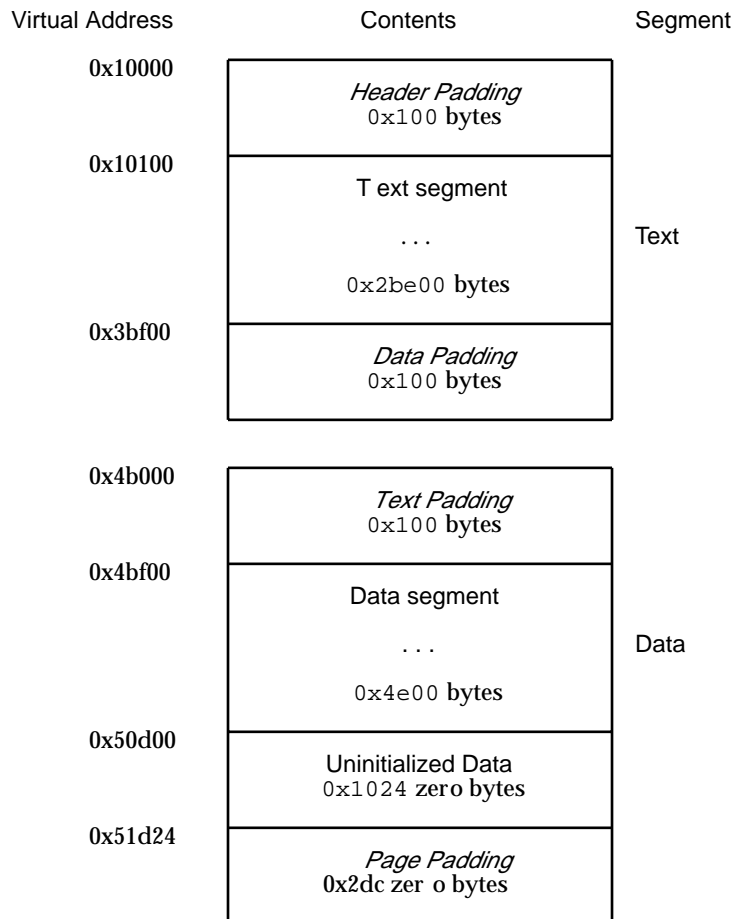 Virtual Address Contents Segment
0x10000
Header Padding
0x100 bytes
0x10100
T ext segment
. . .
Text
0x2be00 bytes
0x3bf00
Data Padding
0x100 bytes
0x4b000
Text Padding
0x100 bytes
0x4bf00
Data segment
. . .
Data
0x4e00 bytes
0x50d00
Uninitialized Data
0x1024 zero bytes
0x51d24
Page Padding
0x2dc zer o bytes